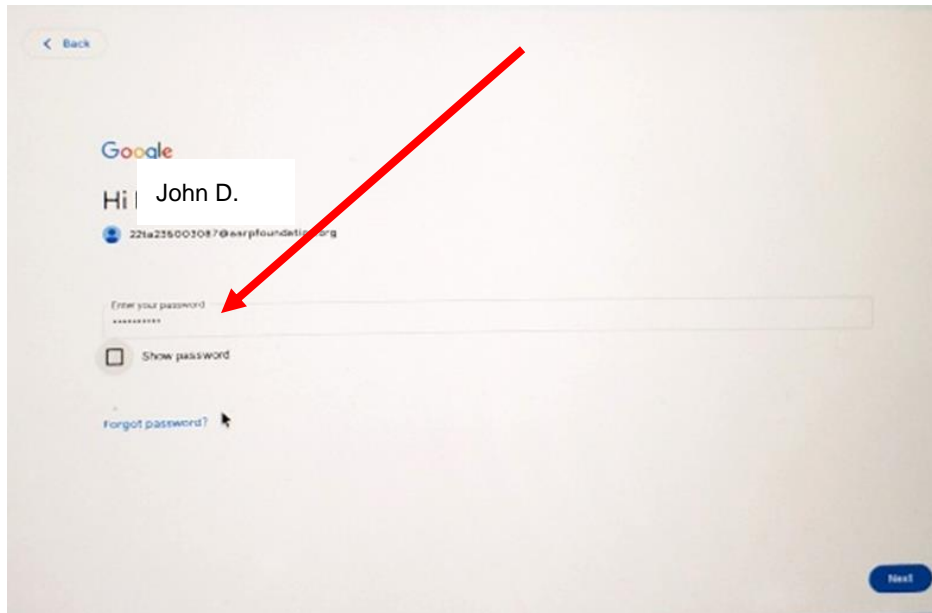 < Back
Google
Hi
John D.
Enter your password
••••••••••
Show password
Forgot password?
Next